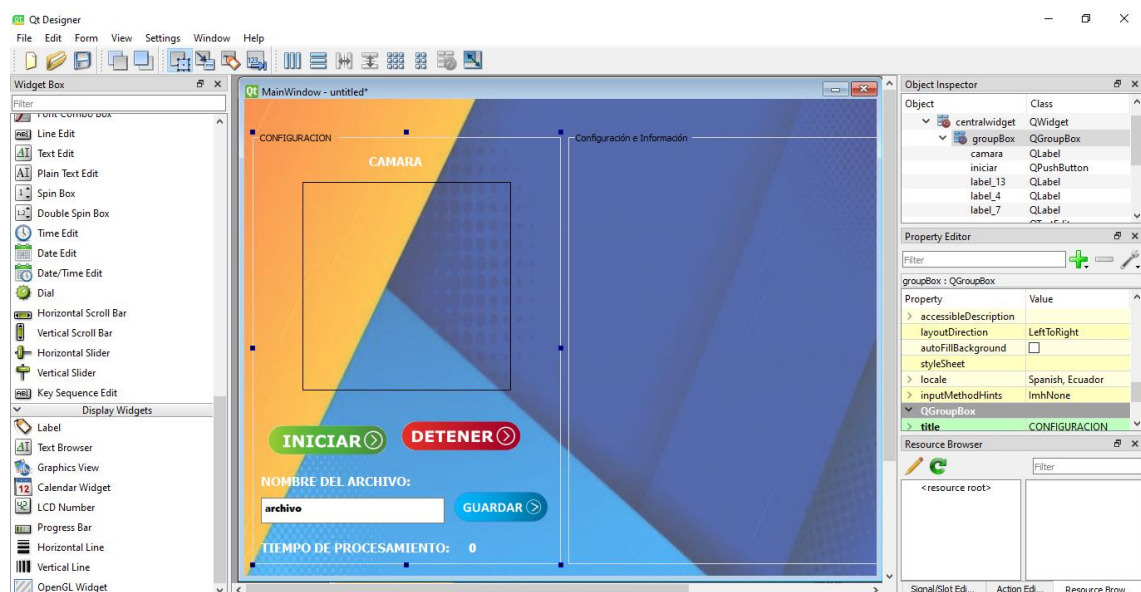 Qt Designer
File Edit Form View Settings Window Help
Widget Box
Filter
Font Combo Box
Line Edit
Text Edit
Plain Text Edit
Spin Box
Double Spin Box
Time Edit
Date Edit
Date/Time Edit
Dial
Horizontal Scroll Bar
Vertical Scroll Bar
Horizontal Slider
Vertical Slider
Key Sequence Edit
Display Widgets
Label
Text Browser
Graphics View
Calendar Widget
LCD Number
Progress Bar
Horizontal Line
Vertical Line
OpenGL Widget
MainWindow - untitled*
CONFIGURACION
CAMARA
INICIAR
DETENER
NOMBRE DEL ARCHIVO:
archivo
GUARDAR
TIEMPO DE PROCESAMIENTO: 0
Configuración e Información
Object Inspector
Object Class
centralwidget QWidget
groupBox QGroupBox
camara QLabel
iniciar QPushButton
label_13 QLabel
label_4 QLabel
label_7 QLabel
Property Editor
Filter
groupBox : QGroupBox
Property Value
accessibleDescription
layoutDirection LeftToRight
autoFillBackground
styleSheet
locale Spanish, Ecuador
inputMethodHints ImhNone
QGroupBox
title CONFIGURACION
Resource Browser
Filter
<resource root>
Signal/Slot Edi... Action Edi... Resource Brow...